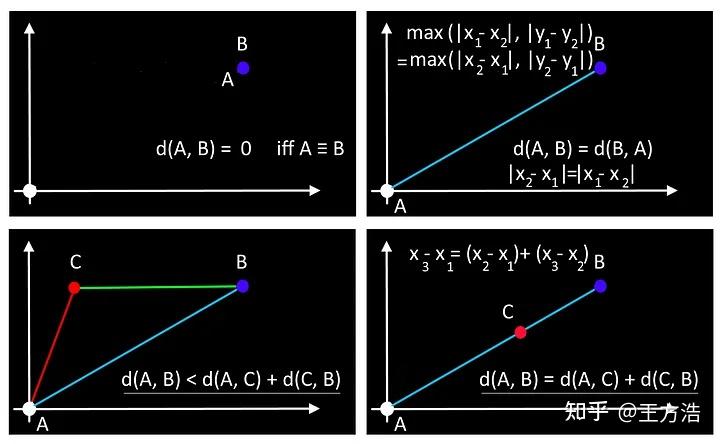 B
A
d(A, B) = 0 iff A ≡ B
max(|x₁- x₂|, |y₁- y₂|)
=max(|x₂- x₁|, |y₂- y₁|)
B
d(A, B) = d(B, A)
|x₂- x₁|=|x₁- x₂|
A
C
B
d(A, B) < d(A, C) + d(C, B)
A
x₃- x₁= (x₂- x₁)+ (x₃- x₂)
B
C
d(A, B) = d(A, C) + d(C, B)
A
知乎 @王方浩